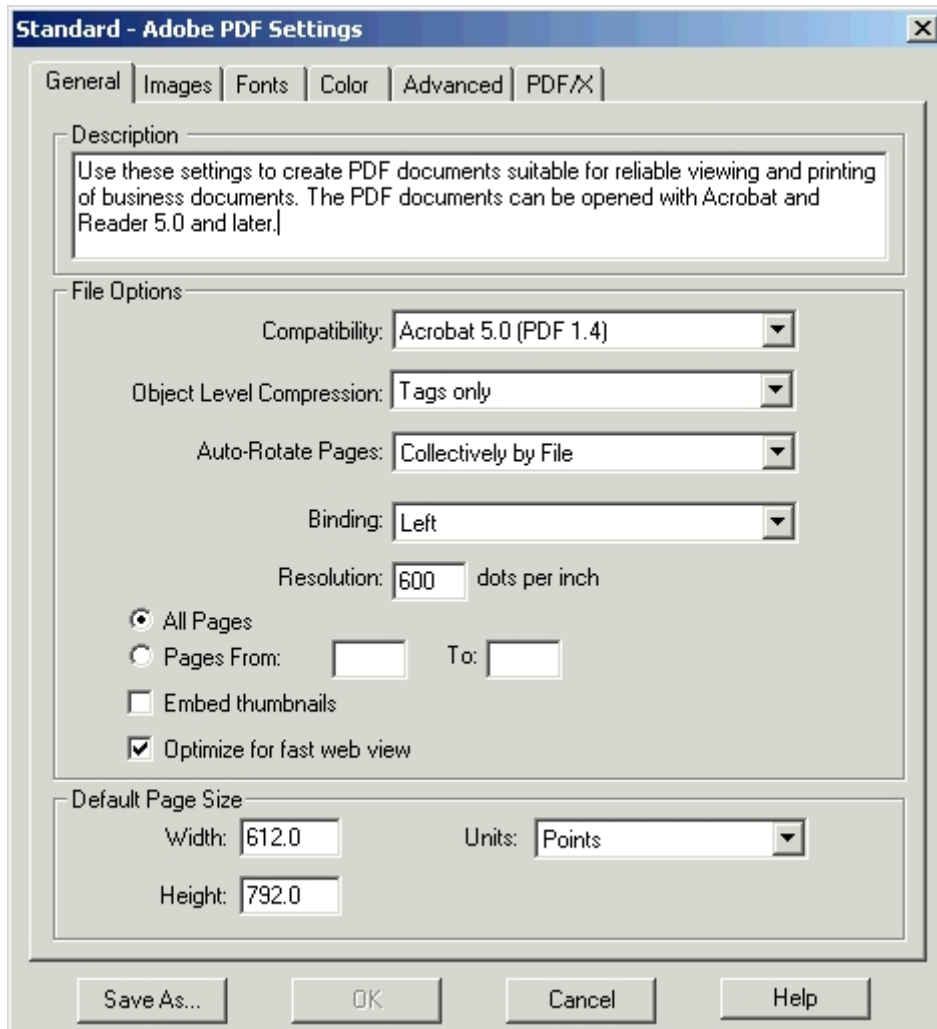 Standard - Adobe PDF Settings
General Images Fonts Color Advanced PDF/X
Description
Use these settings to create PDF documents suitable for reliable viewing and printing
of business documents. The PDF documents can be opened with Acrobat and
Reader 5.0 and later.
File Options
Compatibility: Acrobat 5.0 (PDF 1.4)
Object Level Compression: Tags only
Auto-Rotate Pages: Collectively by File
Binding: Left
Resolution: 600 dots per inch
All Pages
Pages From: To:
Embed thumbnails
Optimize for fast web view
Default Page Size
Width: 612.0 Units: Points
Height: 792.0
Save As... OK Cancel Help